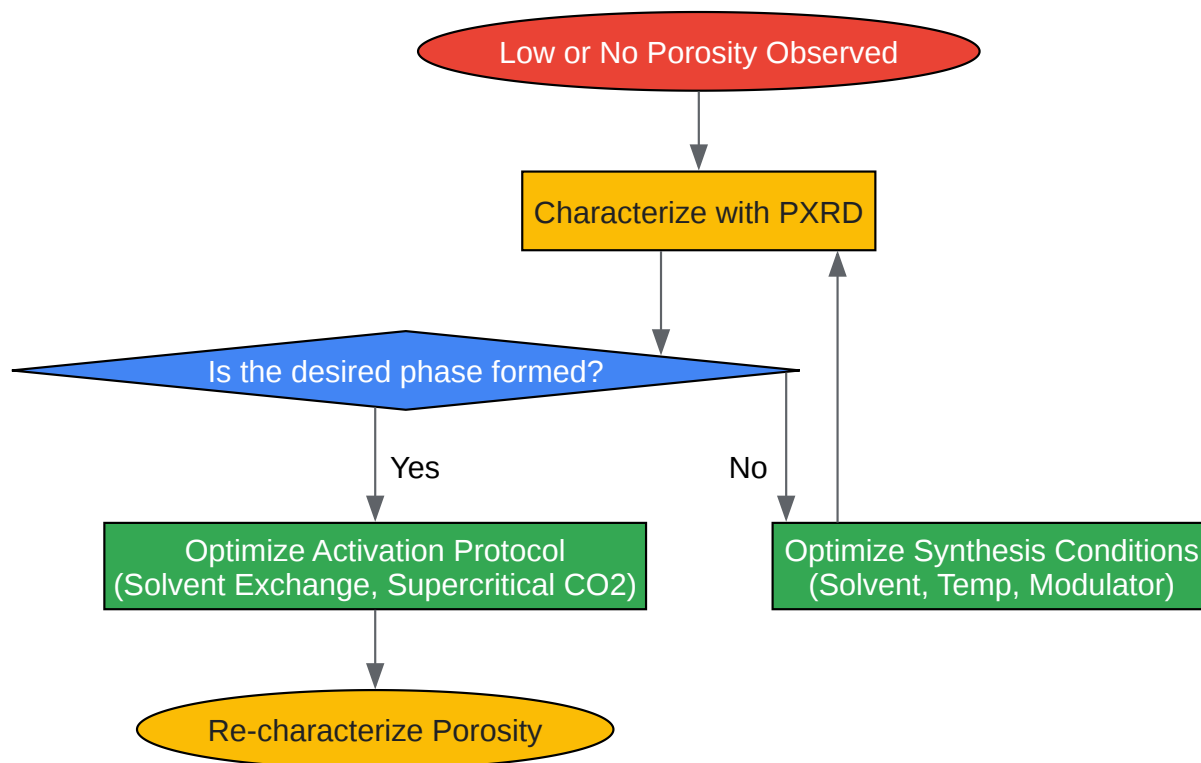 Low or No Porosity Observed
Characterize with PXRD
Is the desired phase formed?
Yes
No
Optimize Activation Protocol
(Solvent Exchange, Supercritical CO2)
Optimize Synthesis Conditions
(Solvent, Temp, Modulator)
Re-characterize Porosity